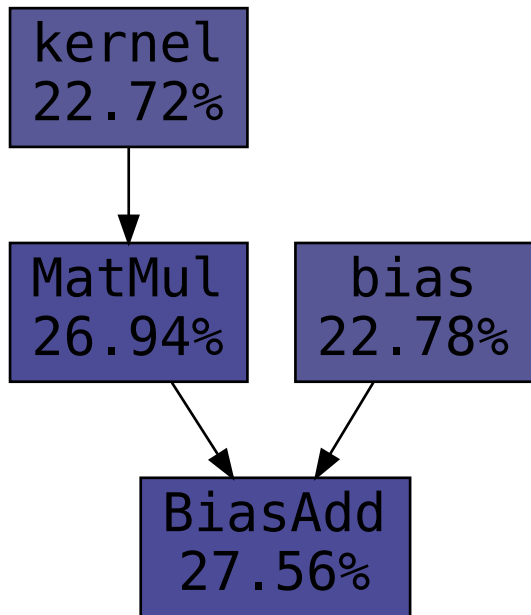 kernel
22.72%
MatMul
26.94%
bias
22.78%
BiasAdd
27.56%